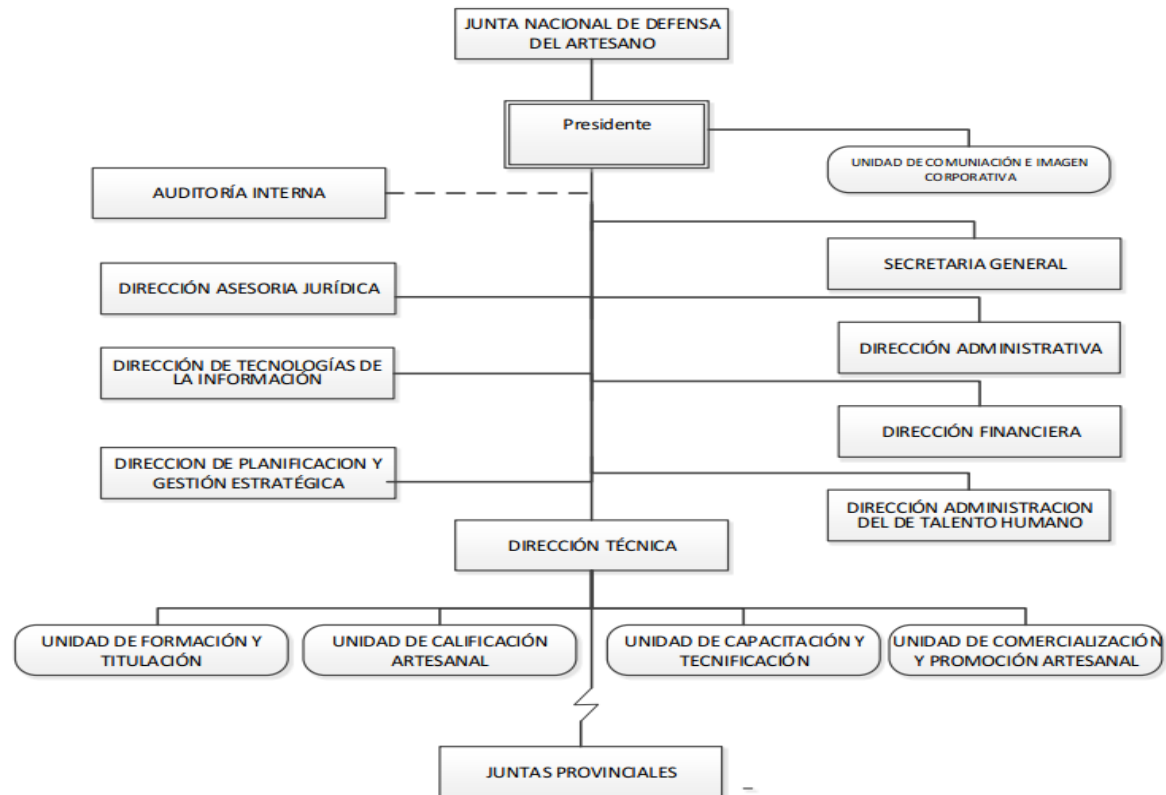 JUNTA NACIONAL DE DEFENSA
DEL ARTESANO
Presidente
UNIDAD DE COMUNIACIÓN E IMAGEN
CORPORATIVA
AUDITORÍA INTERNA
SECRETARIA GENERAL
DIRECCIÓN ASESORIA JURÍDICA
DIRECCIÓN ADMINISTRATIVA
DIRECCIÓN DE TECNOLOGÍAS DE
LA INFORMACIÓN
DIRECCIÓN FINANCIERA
DIRECCION DE PLANIFICACION Y
GESTIÓN ESTRATÉGICA
DIRECCIÓN ADMINISTRACION
DEL DE TALENTO HUMANO
DIRECCIÓN TÉCNICA
UNIDAD DE FORMACIÓN Y
TITULACIÓN
UNIDAD DE CALIFICACIÓN
ARTESANAL
UNIDAD DE CAPACITACIÓN Y
TECNIFICACIÓN
UNIDAD DE COMERCIALIZACIÓN
Y PROMOCIÓN ARTESANAL
JUNTAS PROVINCIALES